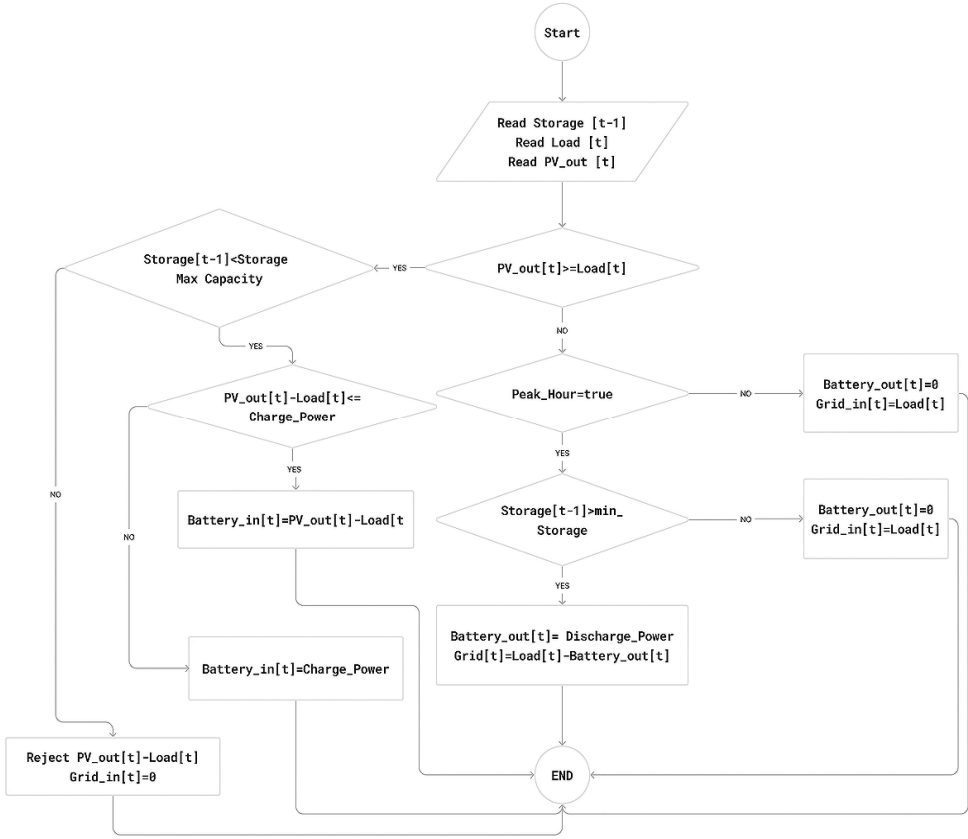 Start
Read Storage [t-1]
Read Load [t]
Read PV_out [t]
PV_out[t]>=Load[t]
YES
Storage[t-1]<Storage
Max Capacity
NO
YES
PV_out[t]-Load[t]<=
Charge_Power
Peak_Hour=true
NO
Battery_out[t]=0
Grid_in[t]=Load[t]
YES
YES
NO
Battery_in[t]=PV_out[t]-Load[t
Storage[t-1]>min_
Storage
NO
Battery_out[t]=0
Grid_in[t]=Load[t]
NO
YES
Battery_out[t]= Discharge_Power
Grid[t]=Load[t]-Battery_out[t]
Battery_in[t]=Charge_Power
Reject PV_out[t]-Load[t]
Grid_in[t]=0
END